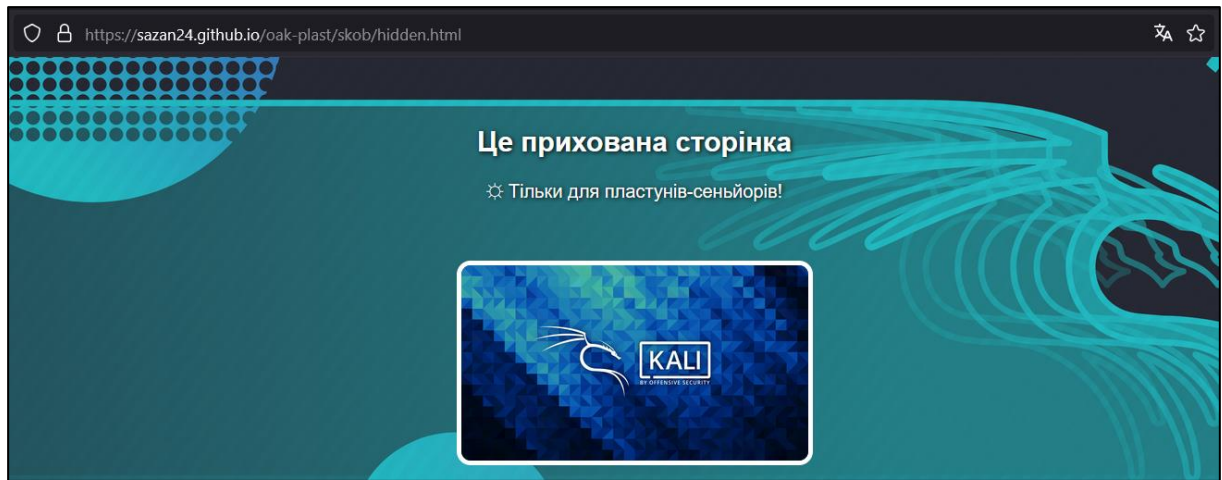 https://sazan24.github.io/oak-plast/skob/hidden.html
Це прихована сторінка
☼ Тільки для пластунів-сеньйорів!
KALI
BY OFFENSIVE SECURITY